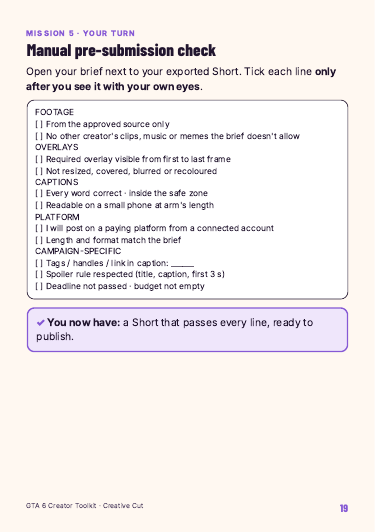 MISSION 5 · YOUR TURN
Manual pre-submission check
Open your brief next to your exported Short. Tick each line only
after you see it with your own eyes.
FOOTAGE
[ ] From the approved source only
[ ] No other creator's clips, music or memes the brief doesn't allow
OVERLAYS
[ ] Required overlay visible from first to last frame
[ ] Not resized, covered, blurred or recoloured
CAPTIONS
[ ] Every word correct · inside the safe zone
[ ] Readable on a small phone at arm's length
PLATFORM
[ ] I will post on a paying platform from a connected account
[ ] Length and format match the brief
CAMPAIGN-SPECIFIC
[ ] Tags / handles / link in caption: ______
[ ] Spoiler rule respected (title, caption, first 3 s)
[ ] Deadline not passed · budget not empty
✓ You now have: a Short that passes every line, ready to
publish.
GTA 6 Creator Toolkit · Creative Cut
19